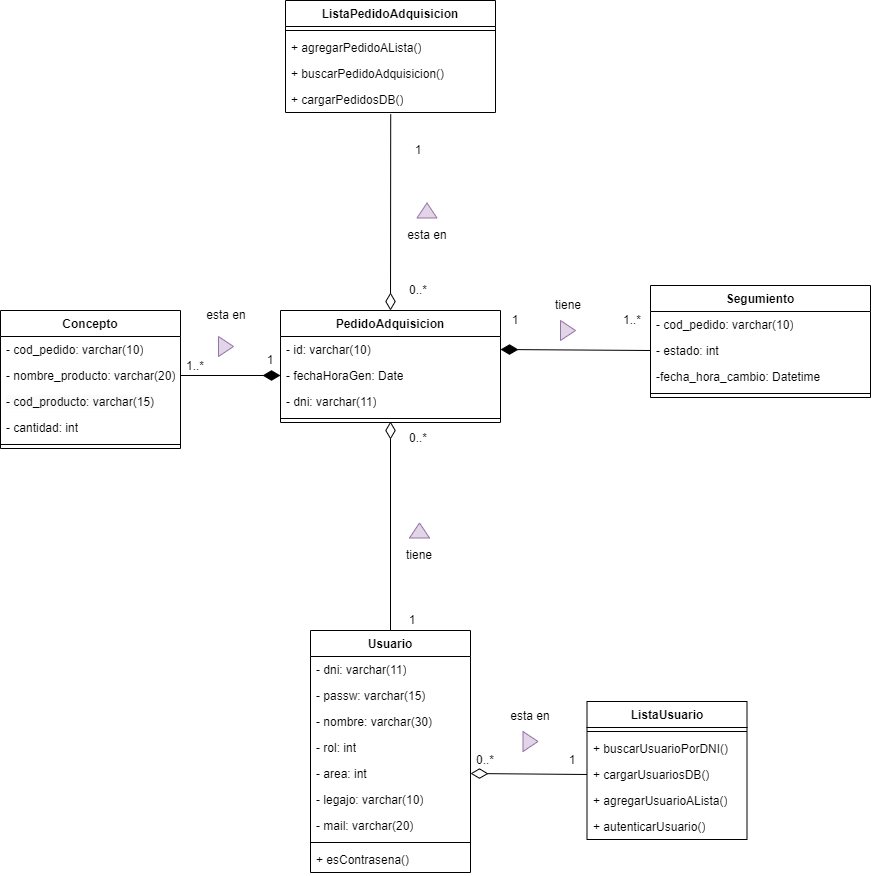 ListaPedidoAdquisicion
+ agregarPedidoALista()
+ buscarPedidoAdquisicion()
+ cargarPedidosDB()
1
esta en
0..*
Concepto
- cod_pedido: varchar(10)
- nombre_producto: varchar(20)
- cod_producto: varchar(15)
- cantidad: int
esta en
1..*
1
PedidoAdquisicion
- id: varchar(10)
- fechaHoraGen: Date
- dni: varchar(11)
1
tiene
1..*
Segumiento
- cod_pedido: varchar(10)
- estado: int
-fecha_hora_cambio: Datetime
0..*
tiene
1
Usuario
- dni: varchar(11)
- passw: varchar(15)
- nombre: varchar(30)
- rol: int
- area: int
- legajo: varchar(10)
- mail: varchar(20)
+ esContrasena()
esta en
0..*
1
ListaUsuario
+ buscarUsuarioPorDNI()
+ cargarUsuariosDB()
+ agregarUsuarioALista()
+ autenticarUsuario()